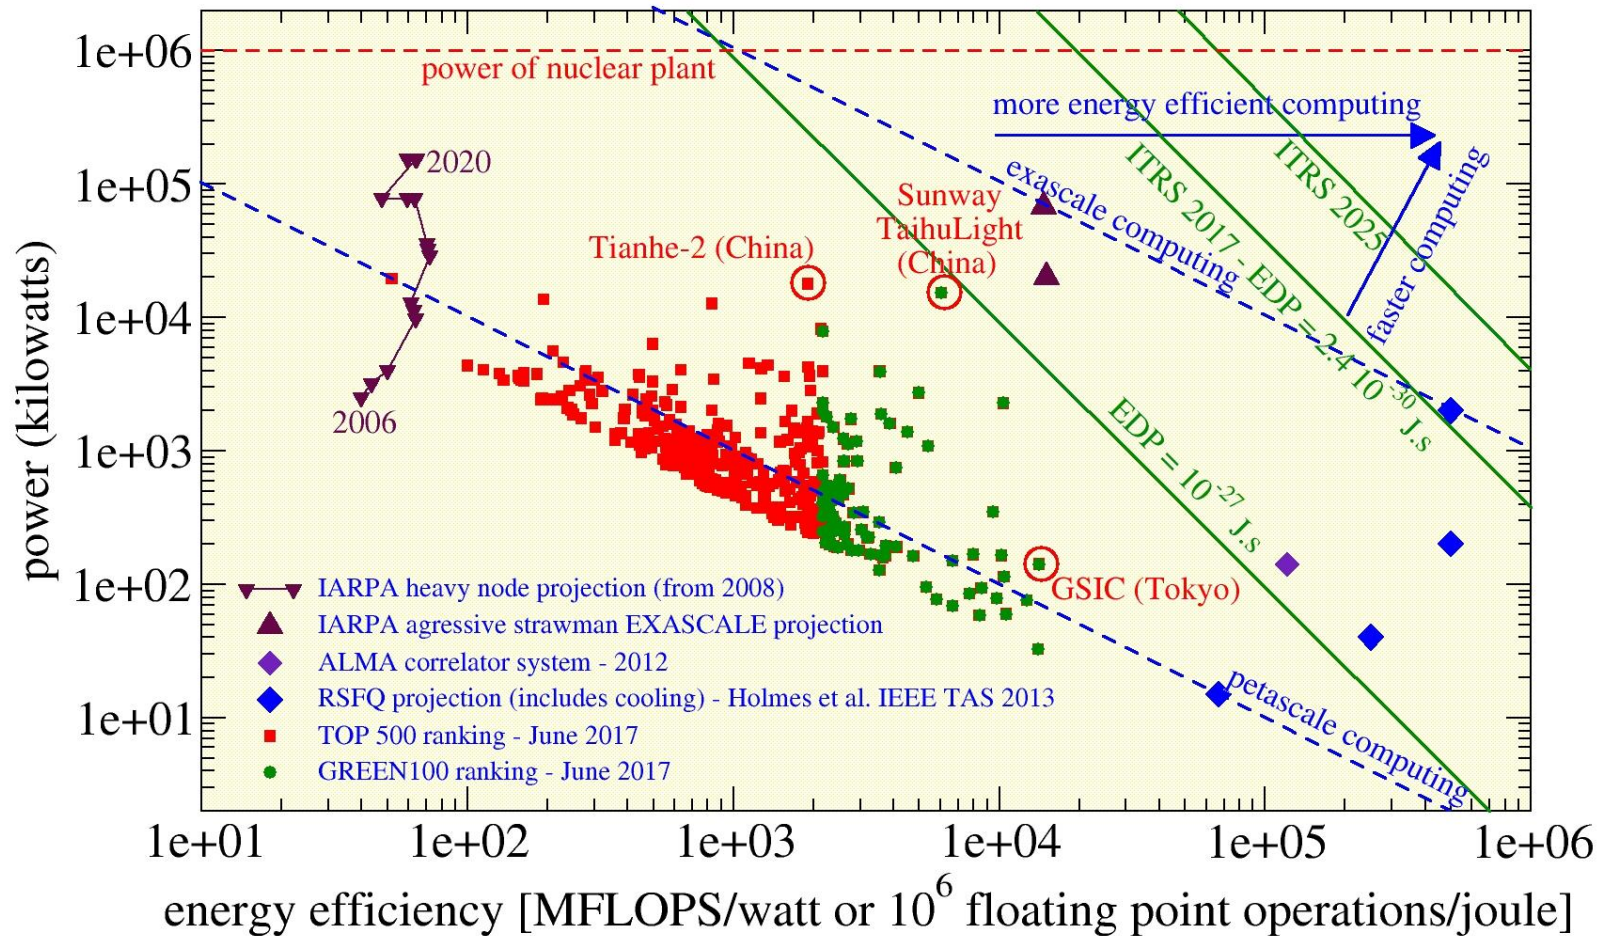 1e+06
1e+05
1e+04
1e+03
1e+02
1e+01
power (kilowatts)
power of nuclear plant
more energy efficient computing
exascale computing
ITRS 2017 - EDP = 2.4 10^-30 J.s
ITRS 2025
faster computing
2020
2006
Tianhe-2 (China)
Sunway
TaihuLight
(China)
EDP = 10^-27 J.s
GSIC (Tokyo)
petascale computing
IARPA heavy node projection (from 2008)
IARPA agressive strawman EXASCALE projection
ALMA correlator system - 2012
RSFQ projection (includes cooling) - Holmes et al. IEEE TAS 2013
TOP 500 ranking - June 2017
GREEN100 ranking - June 2017
1e+01 1e+02 1e+03 1e+04 1e+05 1e+06
energy efficiency [MFLOPS/watt or 10^6 floating point operations/joule]